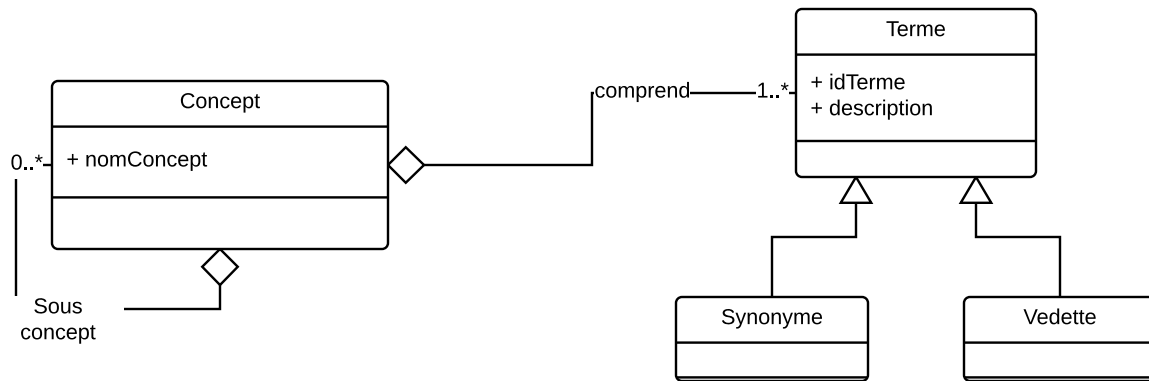 Terme
+ idTerme
+ description
comprend
1..*
Concept
+ nomConcept
0..*
Sous
concept
Synonyme
Vedette